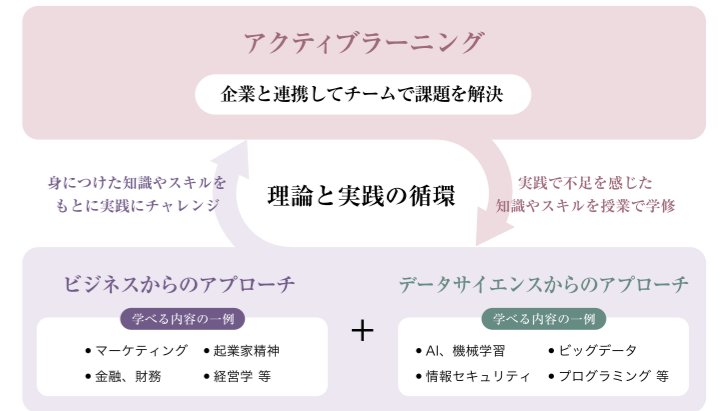 アクティブラーニング
企業と連携してチームで課題を解決
身につけた知識やスキルを
もとに実践にチャレンジ
理論と実践の循環
実践で不足を感じた
知識やスキルを授業で学修
ビジネスからのアプローチ
学べる内容の一例
●マーケティング ●起業家精神
●金融、財務 ●経営学 等
+
データサイエンスからのアプローチ
学べる内容の一例
●AI、機械学習 ●ビッグデータ
●情報セキュリティ ●プログラミング 等